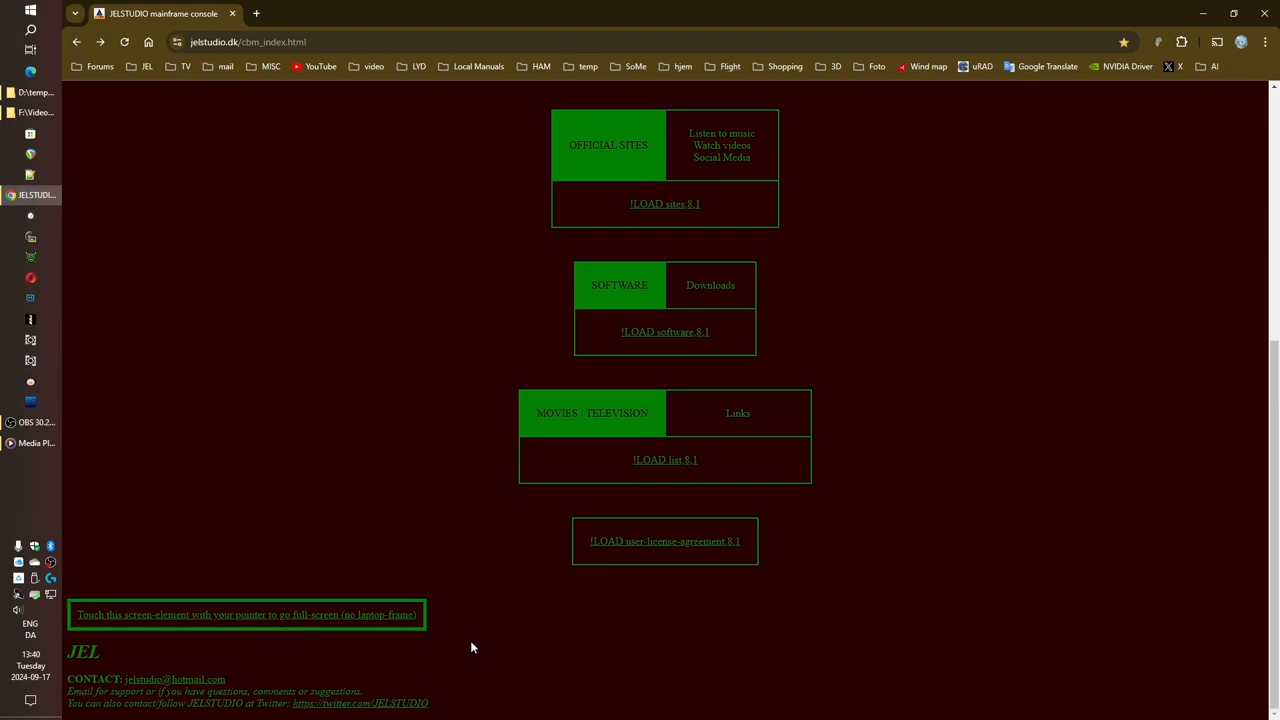 JELSTUDIO mainframe console
jelstudio.dk/cbm_index.html
Forums JEL TV mail MISC YouTube video LYD Local Manuals HAM temp SoMe hjem Flight Shopping 3D Foto Wind map uRAD Google Translate NVIDIA Driver X AI
D:\temp...
F:\Video...
JELSTUDI...
OBS 30.2...
Media Pl...
ENG
DA
13:40
Tuesday
2024-09-17
OFFICIAL SITES
Listen to music
Watch videos
Social Media
!LOAD sites,8,1
SOFTWARE
Downloads
!LOAD software,8,1
MOVIES / TELEVISION
Links
!LOAD list,8,1
!LOAD user-license-agreement,8,1
Touch this screen-element with your pointer to go full-screen (no laptop-frame)
JEL
CONTACT: jelstudio@hotmail.com
Email for support or if you have questions, comments or suggestions.
You can also contact/follow JELSTUDIO at Twitter: https://twitter.com/JELSTUDIO